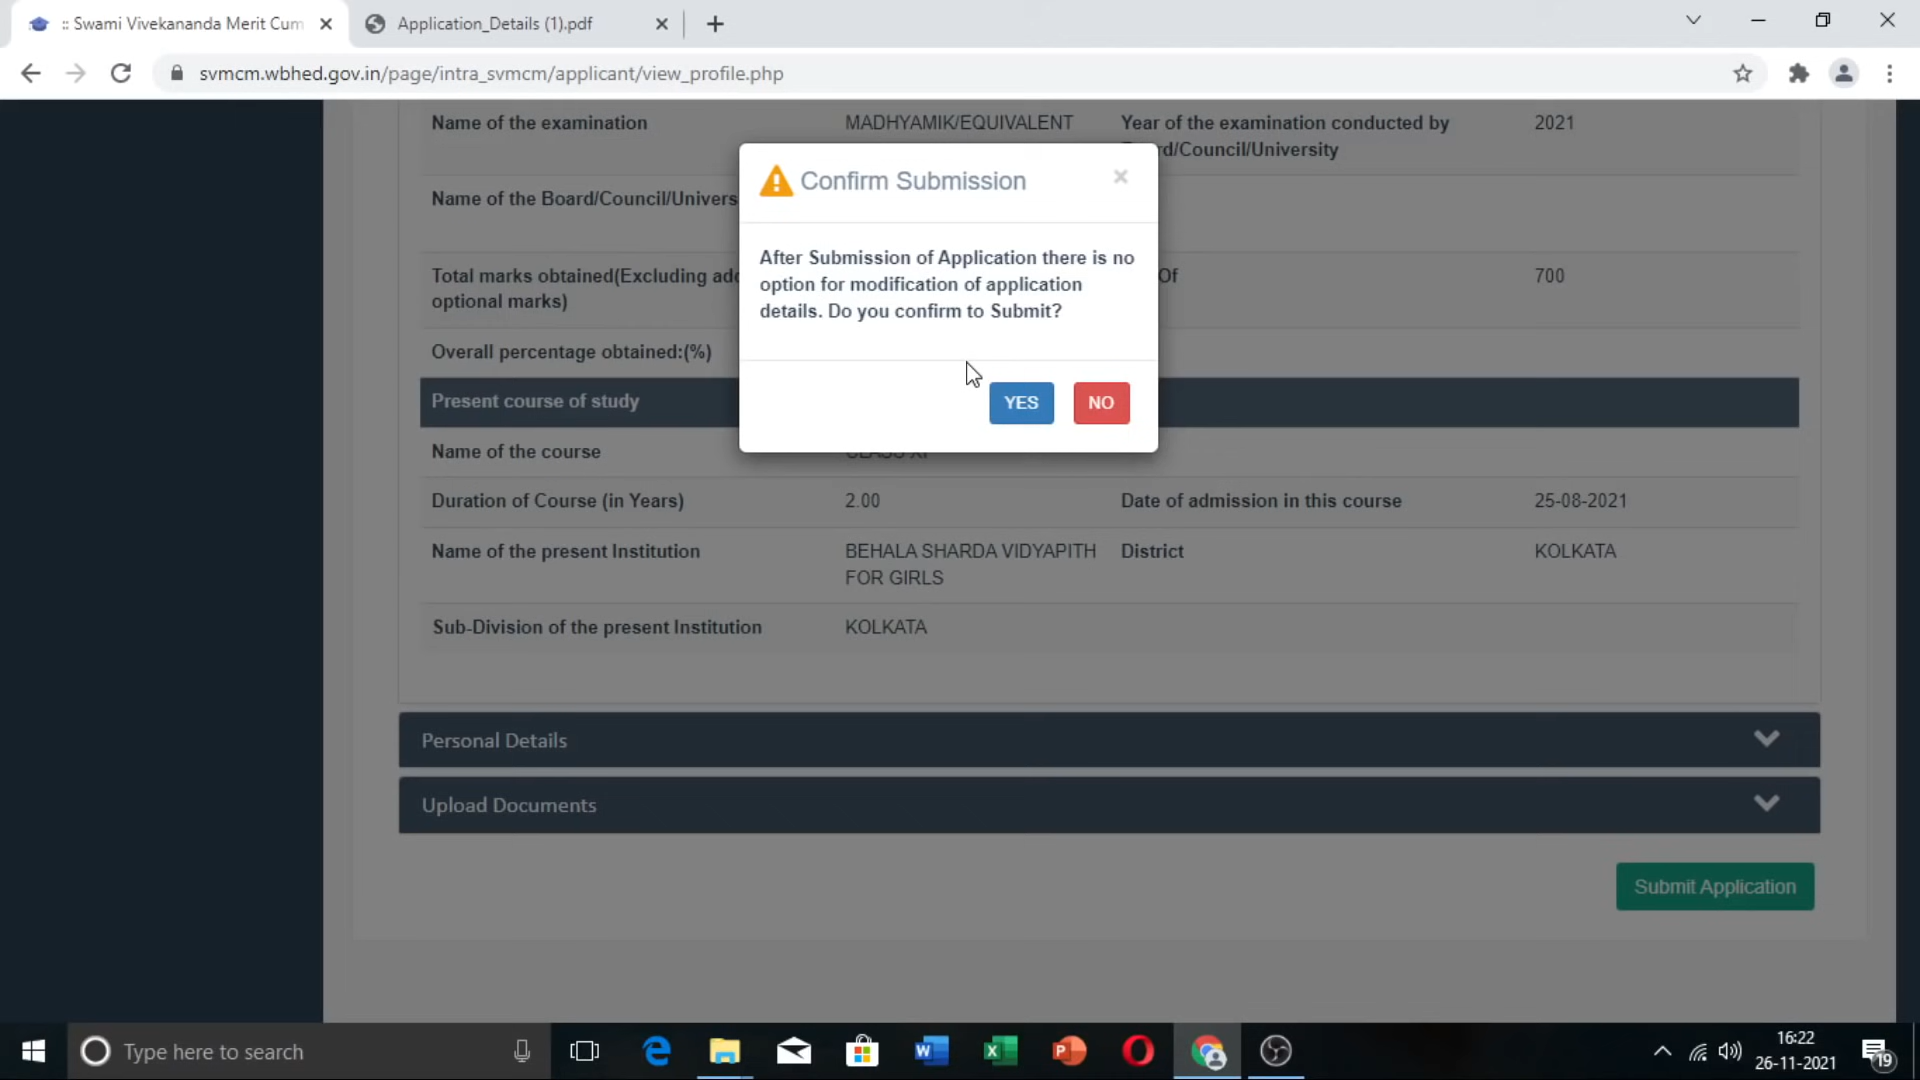 :: Swami Vivekananda Merit Cum
Application_Details (1).pdf
svmcm.wbhed.gov.in/page/intra_svmcm/applicant/view_profile.php
Name of the examination
MADHYAMIK/EQUIVALENT
Year of the examination conducted by
rd/Council/University
2021
Confirm Submission
×
Name of the Board/Council/Univers
After Submission of Application there is no
option for modification of application
details. Do you confirm to Submit?
Total marks obtained(Excluding add
optional marks)
Of
700
Overall percentage obtained:(%)
YES
NO
Present course of study
Name of the course
CLASS XI
Duration of Course (in Years)
2.00
Date of admission in this course
25-08-2021
Name of the present Institution
BEHALA SHARDA VIDYAPITH
FOR GIRLS
District
KOLKATA
Sub-Division of the present Institution
KOLKATA
Personal Details
Upload Documents
Submit Application
Type here to search
16:22
26-11-2021
19